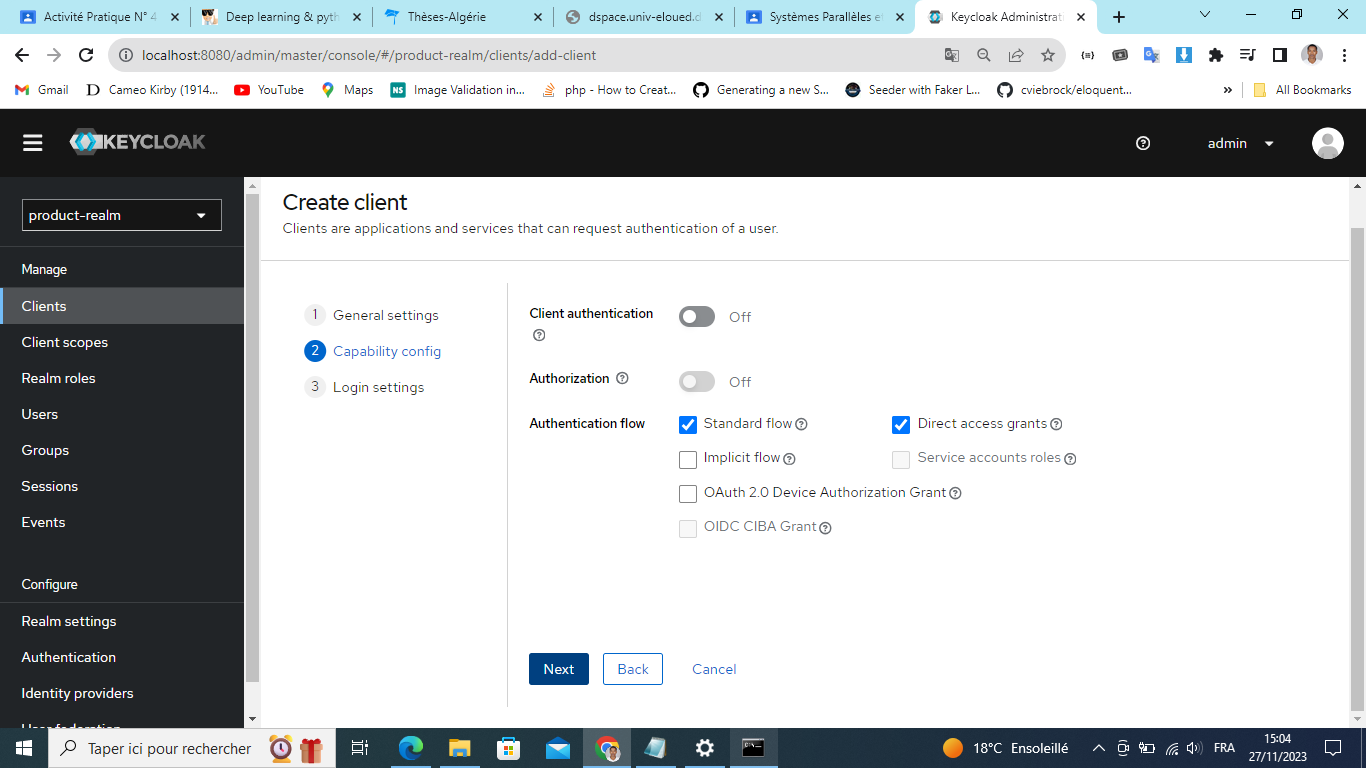 Activité Pratique N° 4
Deep learning & pyth
Thèses-Algérie
dspace.univ-eloued.d
Systèmes Parallèles et
Keycloak Administrat
localhost:8080/admin/master/console/#/product-realm/clients/add-client
Gmail
Cameo Kirby (1914...
YouTube
Maps
NS
Image Validation in...
php - How to Creat...
Generating a new S...
Seeder with Faker L...
cviebrock/eloquent...
»
All Bookmarks
KEYCLOAK
admin
product-realm
Manage
Clients
Client scopes
Realm roles
Users
Groups
Sessions
Events
Configure
Realm settings
Authentication
Identity providers
User federation
Create client
Clients are applications and services that can request authentication of a user.
1 General settings
2 Capability config
3 Login settings
Client authentication
Off
Authorization
Off
Authentication flow
Standard flow
Direct access grants
Implicit flow
Service accounts roles
OAuth 2.0 Device Authorization Grant
OIDC CIBA Grant
Next
Back
Cancel
Taper ici pour rechercher
18°C Ensoleillé
FRA
15:04
27/11/2023